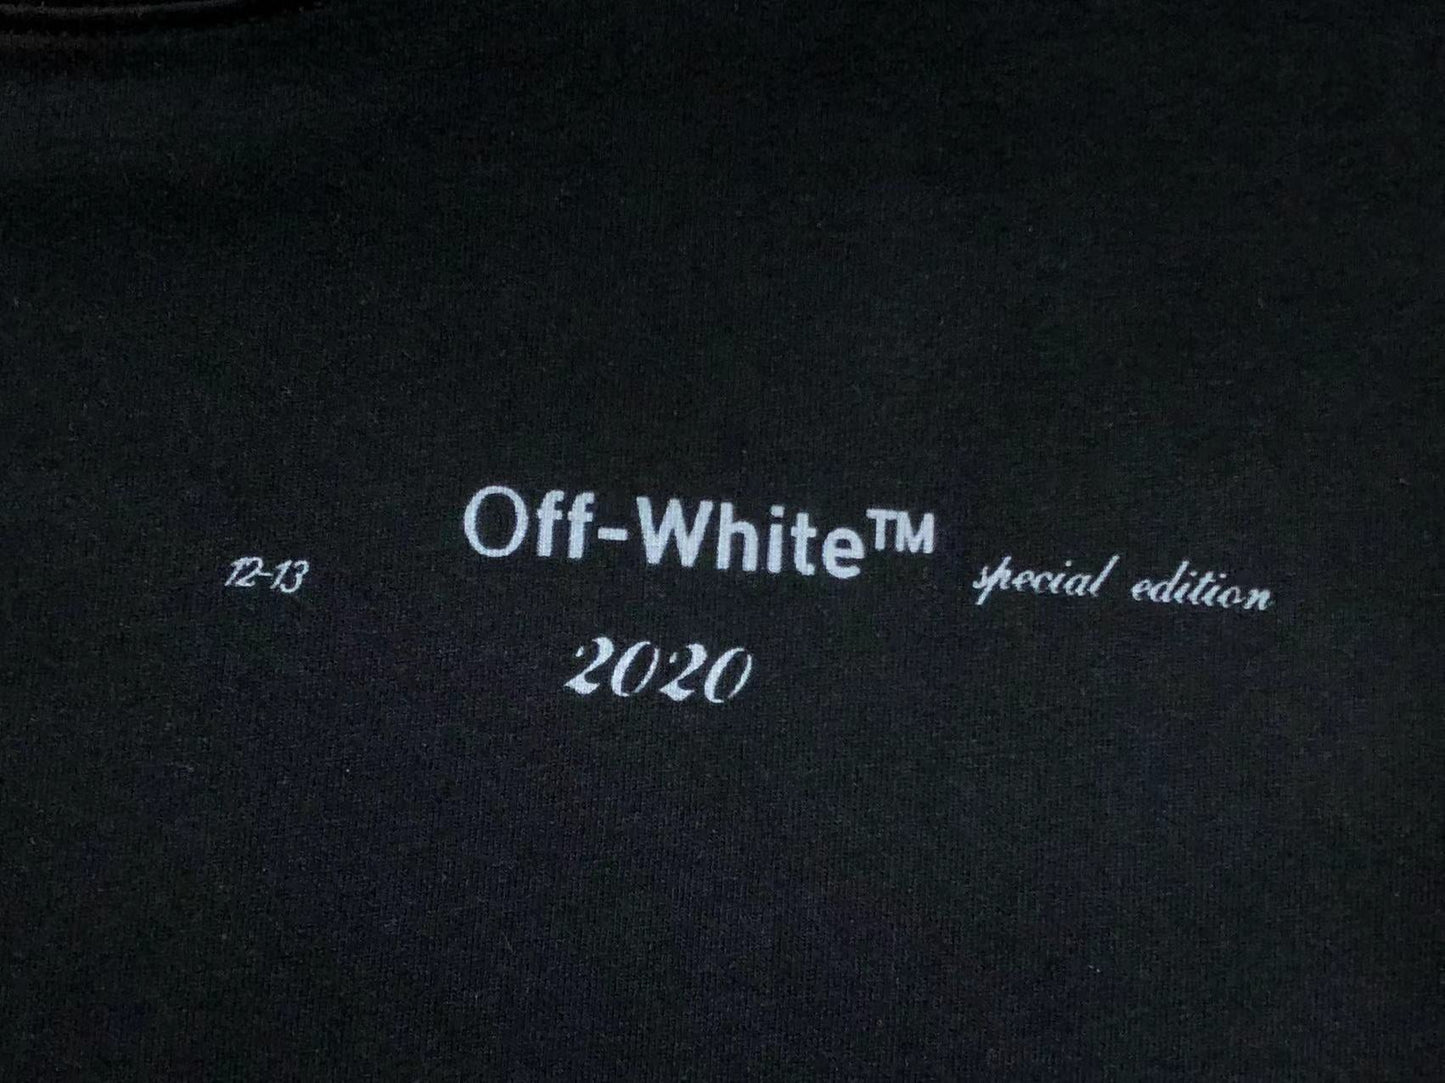 Off-White™
12-13 special edition
2020